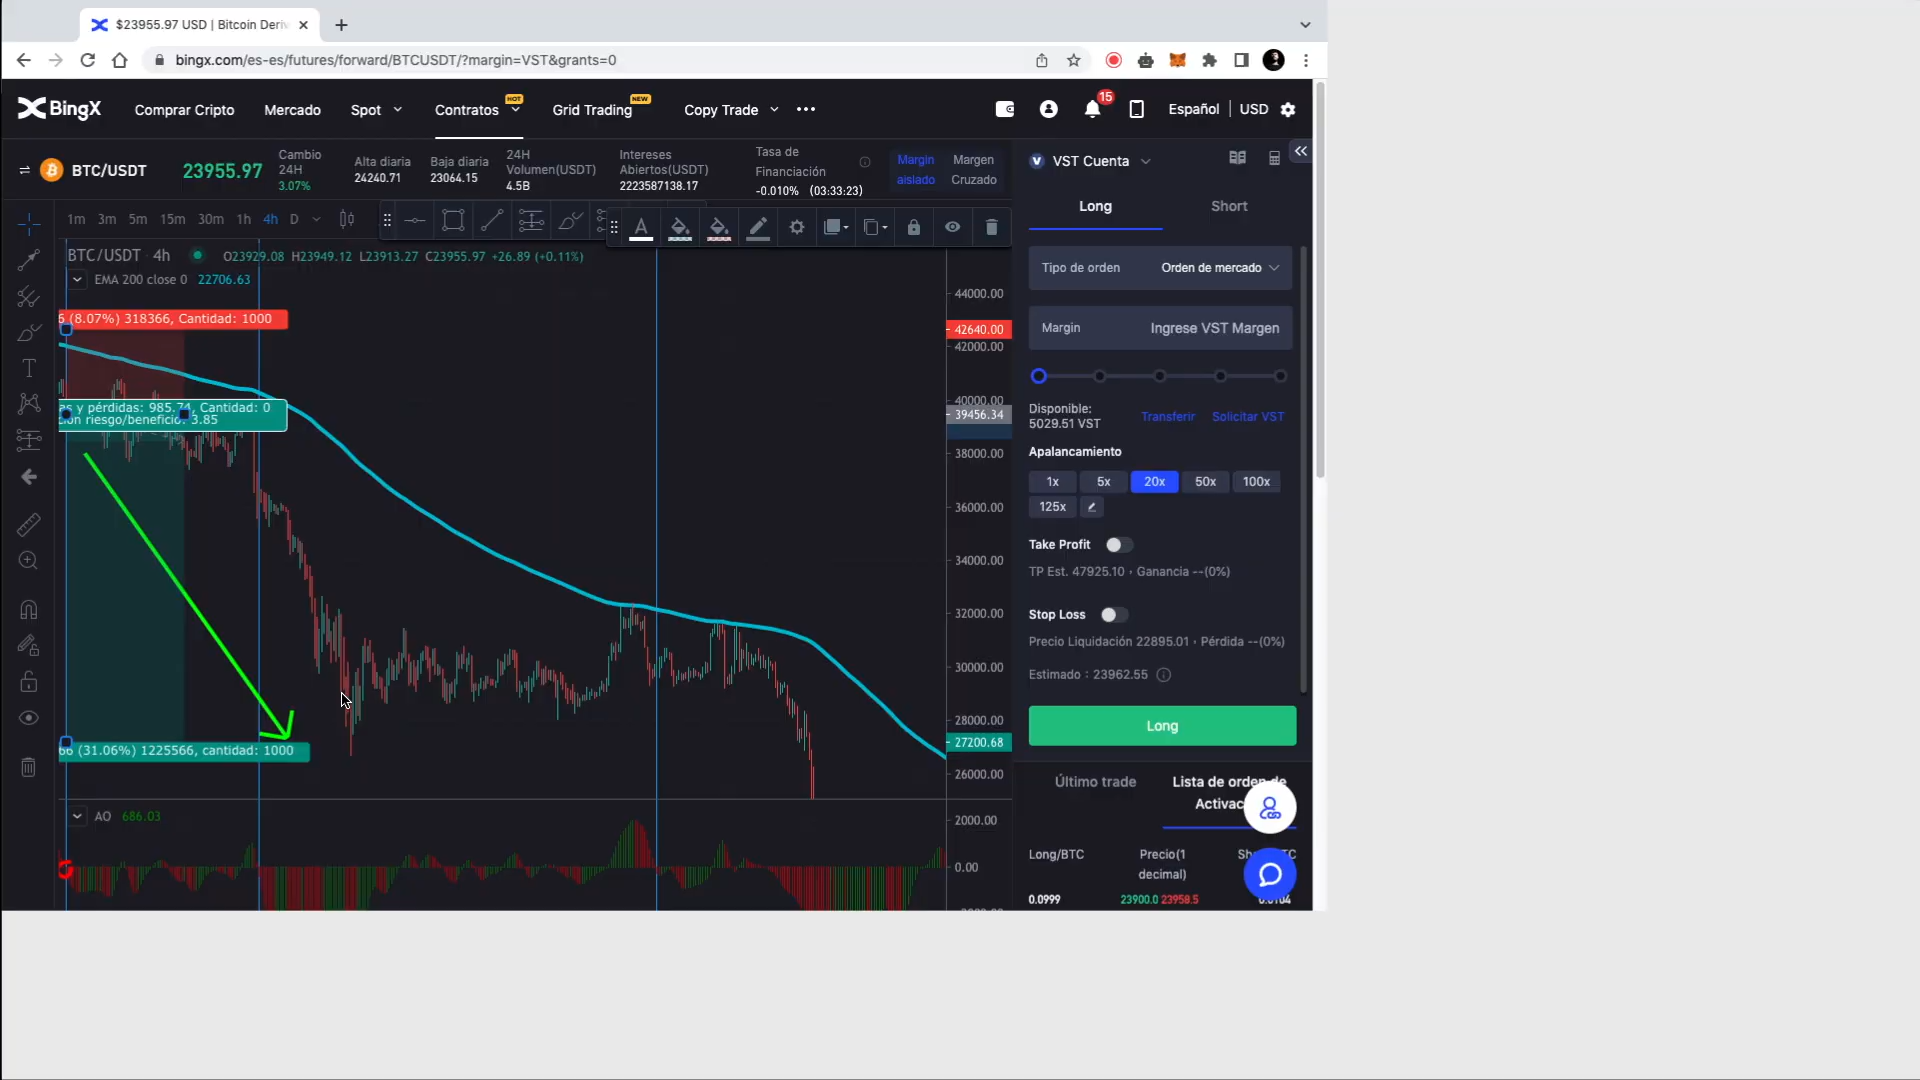 $23955.97 USD | Bitcoin Deriv
bingx.com/es-es/futures/forward/BTCUSDT/?margin=VST&grants=0
BingX
Comprar Cripto
Mercado
Spot
Contratos
HOT
Grid Trading
NEW
Copy Trade
15
Español | USD
BTC/USDT
23955.97
Cambio 24H
3.07%
Alta diaria
24240.71
Baja diaria
23064.15
24H Volumen(USDT)
4.5B
Intereses Abiertos(USDT)
2223587138.17
Tasa de Financiación
-0.010% (03:33:23)
Margin aislado
Margen Cruzado
VST Cuenta
1m 3m 5m 15m 30m 1h 4h D
BTC/USDT · 4h
O23929.08 H23949.12 L23913.27 C23955.97 +26.89 (+0.11%)
EMA 200 close 0 22706.63
6 (8.07%) 318366, Cantidad: 1000
as y pérdidas: 985.74, Cantidad: 0
ción riesgo/beneficio: 3.85
66 (31.06%) 1225566, cantidad: 1000
44000.00
42640.00
42000.00
40000.00
39456.34
38000.00
36000.00
34000.00
32000.00
30000.00
28000.00
27200.68
26000.00
AO 686.03
2000.00
0.00
Long
Short
Tipo de orden
Orden de mercado
Margin
Ingrese VST Margen
Disponible:
5029.51 VST
Transferir
Solicitar VST
Apalancamiento
1x 5x 20x 50x 100x
125x
Take Profit
TP Est. 47925.10 · Ganancia --(0%)
Stop Loss
Precio Liquidación 22895.01 · Pérdida --(0%)
Estimado : 23962.55
Long
Último trade
Lista de orden de
Activac
Long/BTC
Precio(1 decimal)
0.0999
23900.0 23958.5